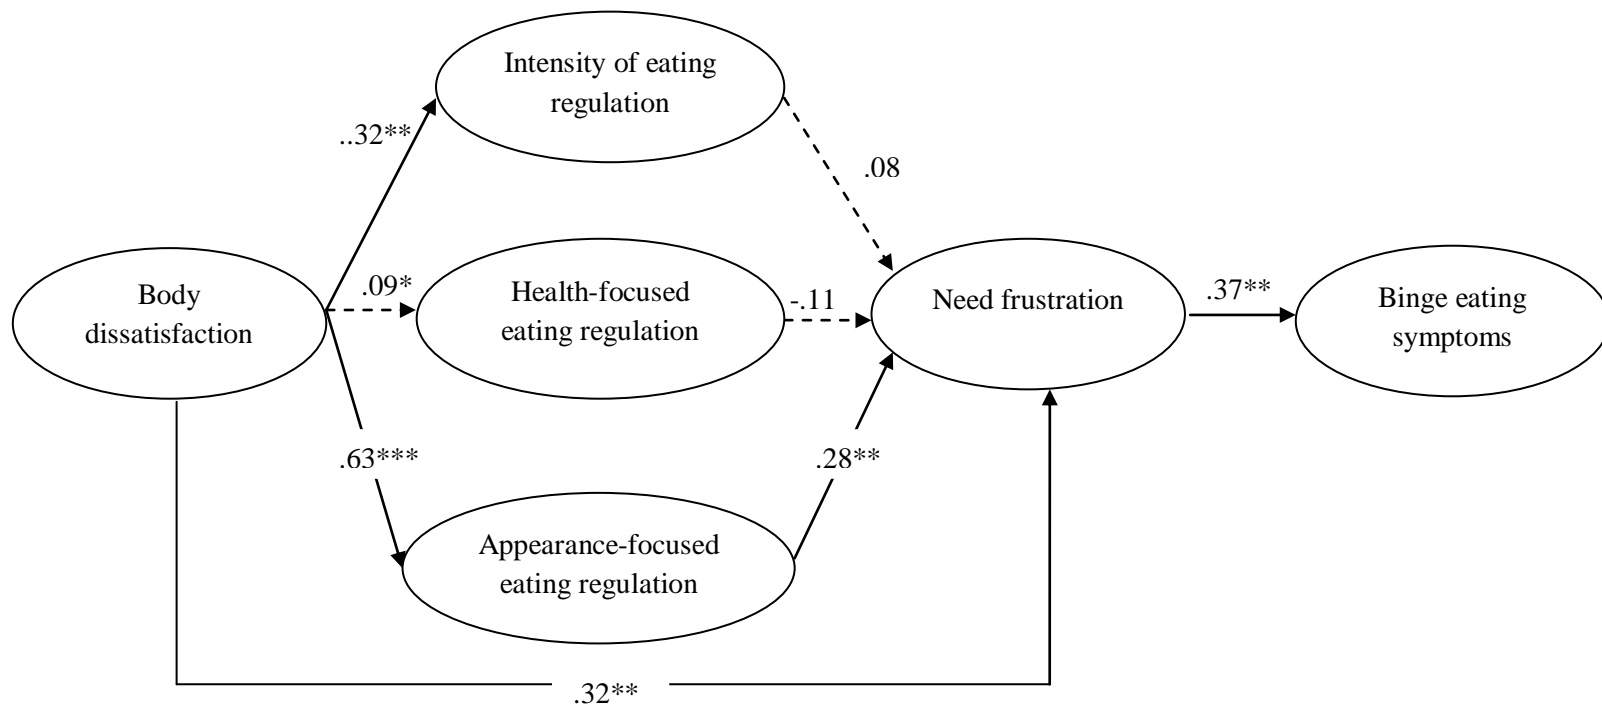 Intensity of eating
regulation
..32**
.08
Body
dissatisfaction
.09*
Health-focused
eating regulation
-.11
Need frustration
.37**
Binge eating
symptoms
.63***
.28**
Appearance-focused
eating regulation
.32**